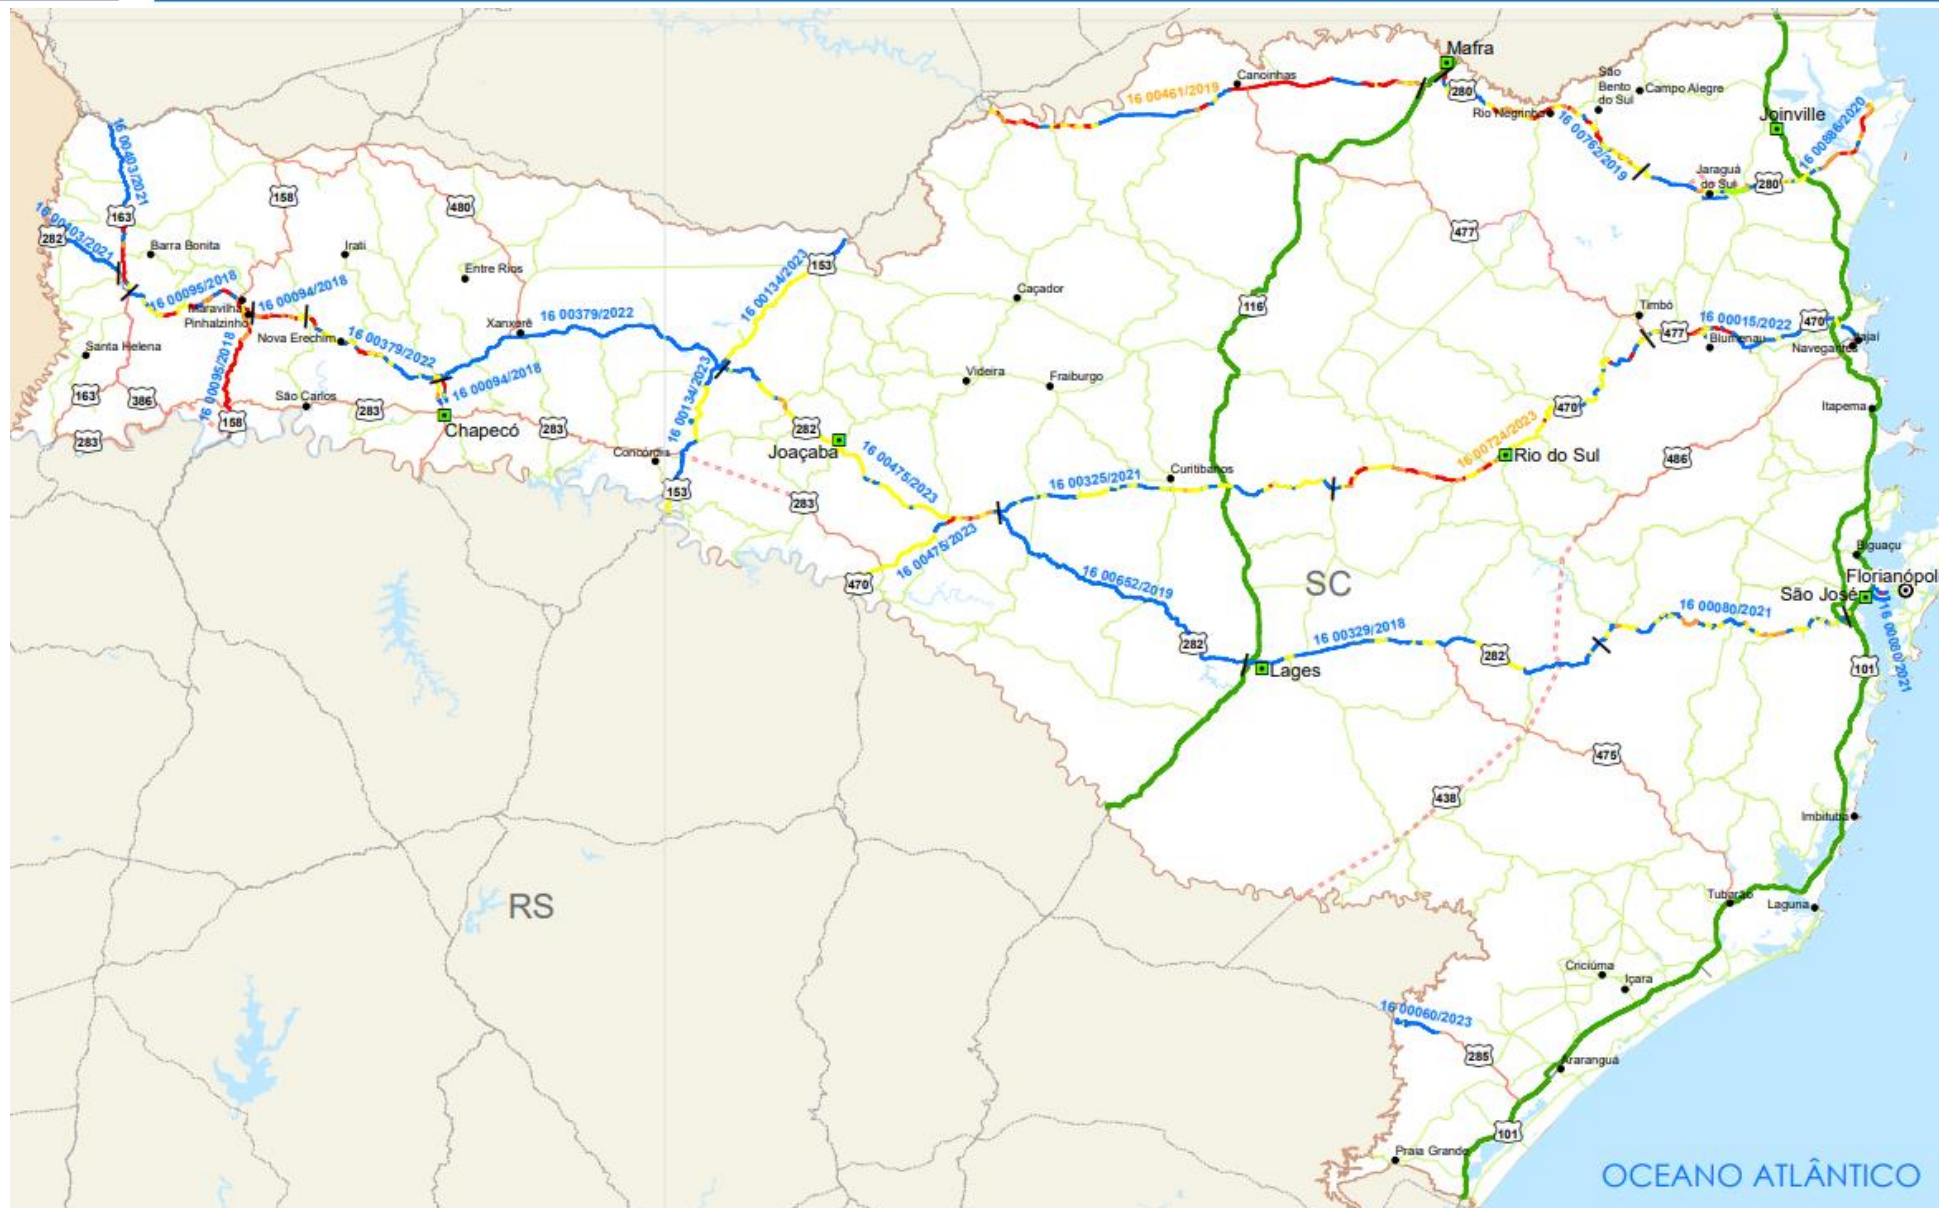 Mafra
Canoinhas
16 00461/2019
280
São
Bento
do Sul
Campo Alegre
Rio Negrinho
16 00762/2019
Joinville
16 00886/2020
Jaraguá
do Sul
280
16 00403/2021
163
158
480
16 00403/2021
282
Barra Bonita
Irati
Entre Rios
477
153
16 00134/2023
16 00095/2018
16 00094/2018
Maravilha
Pinhalzinho
Caçador
116
Timbó
477
16 00015/2022
470
Blumenau
Navegantes
Itajaí
Nova Erechim
Xanxerê
16 00379/2022
16 00379/2022
Santa Helena
16 00095/2018
16 00094/2018
16 00134/2023
Videira
Fraiburgo
163
386
São Carlos
283
158
283
Chapecó
283
282
Joaçaba
Itapema
470
16 00724/2023
Rio do Sul
486
Concórdia
153
283
16 00475/2023
16 00325/2021
Curitibanos
16 00475/2023
470
16 00652/2019
SC
Biguaçu
Florianópol
São José
16 00080/2021
16 00080/2021
282
16 00329/2018
282
Lages
101
475
438
Imbituba
RS
Tubarão
Laguna
Criciúma
Içara
16 00060/2023
285
Araranguá
101
Praia Grande
OCEANO ATLÂNTICO